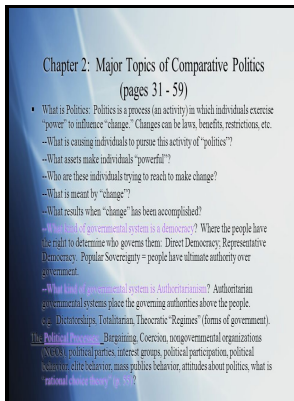 Chapter 2: Major Topics of Comparative Politics
(pages 31 - 59)
• What is Politics: Politics is a process (an activity) in which individuals exercise
"power" to influence "change." Changes can be laws, benefits, restrictions, etc.
--What is causing individuals to pursue this activity of "politics"?
--What assets make individuals "powerful"?
--Who are these individuals trying to reach to make change?
--What is meant by "change"?
--What results when "change" has been accomplished?
--What kind of governmental system is a democracy? Where the people have
the right to determine who governs them: Direct Democracy; Representative
Democracy. Popular Sovereignty = people have ultimate authority over
government.
--What kind of governmental system is Authoritarianism? Authoritarian
governmental systems place the governing authorities above the people.
e.g. Dictatorships, Totalitarian, Theocratic "Regimes" (forms of government).
The Political Processes: Bargaining, Coercion, nongovernmental organizations
(NGOs), political parties, interest groups, political participation, political
behavior, elite behavior, mass publics behavior, attitudes about politics, what is
"rational choice theory" (p. 55)?